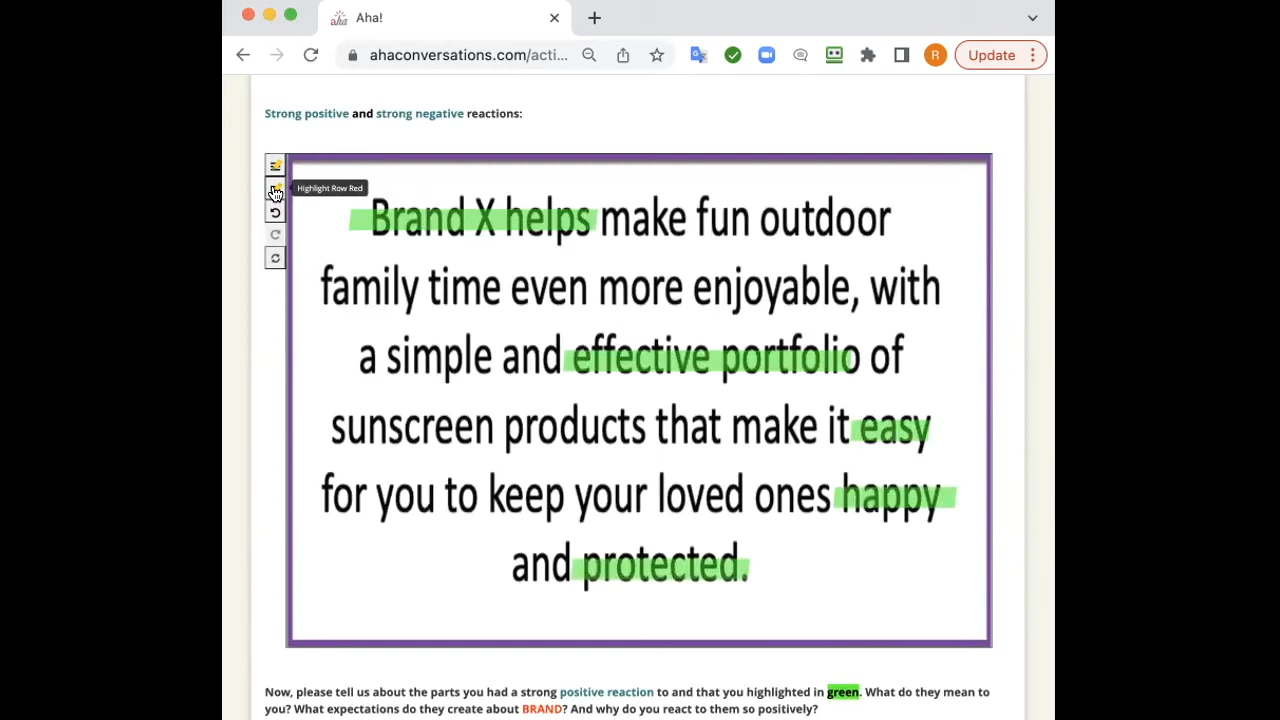 aha Aha!
ahaconversations.com/acti... R Update
Strong positive and strong negative reactions:
Highlight Row Red
Brand X helps make fun outdoor
family time even more enjoyable, with
a simple and effective portfolio of
sunscreen products that make it easy
for you to keep your loved ones happy
and protected.
Now, please tell us about the parts you had a strong positive reaction to and that you highlighted in green. What do they mean to
you? What expectations do they create about BRAND? And why do you react to them so positively?